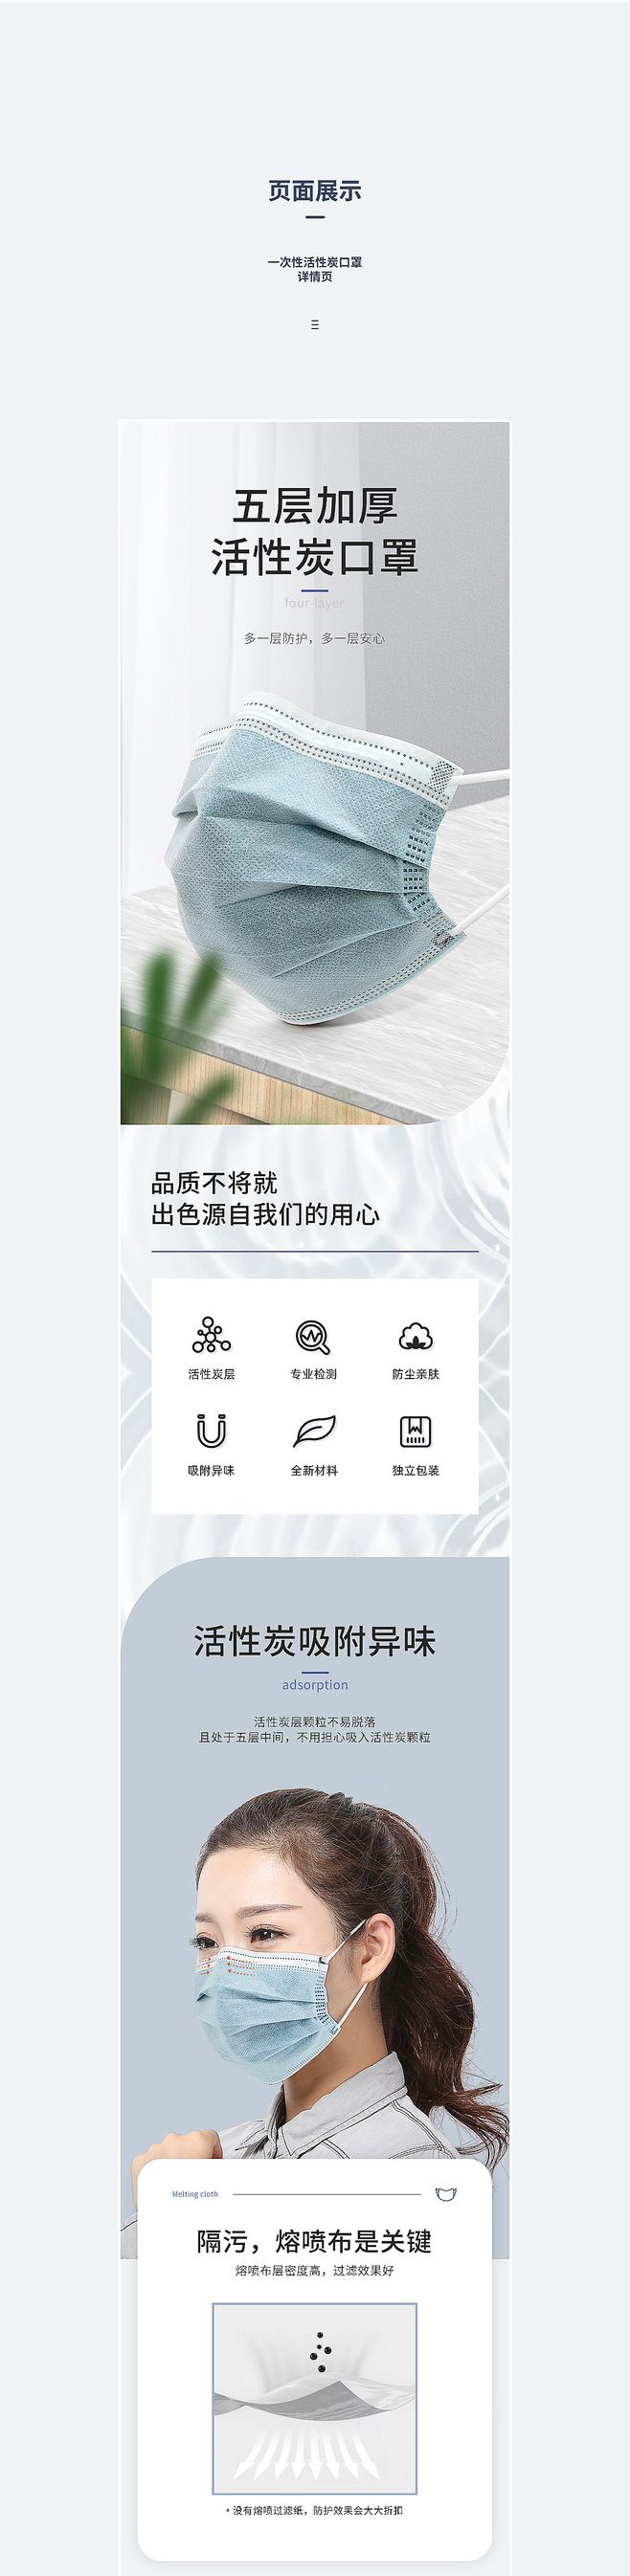 页面展示
一次性活性炭口罩
详情页
五层加厚
活性炭口罩
four-layer
多一层防护，多一层安心
品质不将就
出色源自我们的用心
活性炭层
专业检测
防尘亲肤
吸附异味
全新材料
独立包装
活性炭吸附异味
adsorption
活性炭层颗粒不易脱落
且处于五层中间，不用担心吸入活性炭颗粒
Melting cloth
隔污，熔喷布是关键
熔喷布层密度高，过滤效果好
• 没有熔喷过滤纸，防护效果会大大折扣